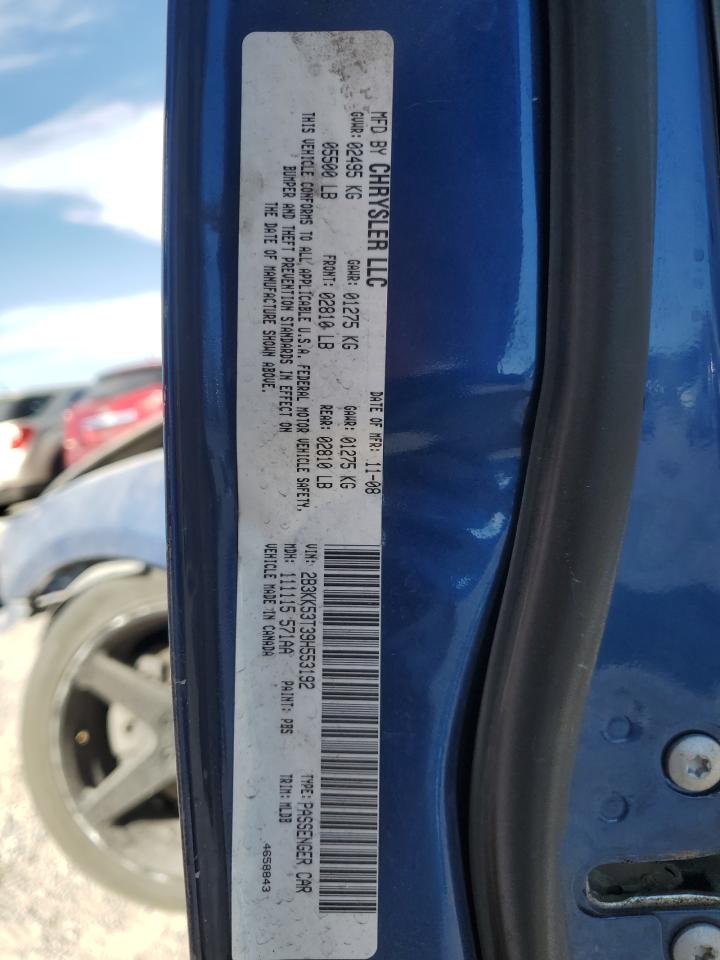 MFD BY CHRYSLER LLC
DATE OF MFR: 11-08
GVWR: 02495 KG
GAWR: 01275 KG
GAWR: 01275 KG
05500 LB
FRONT: 02810 LB
REAR: 02810 LB
THIS VEHICLE CONFORMS TO ALL APPLICABLE U.S.A. FEDERAL MOTOR VEHICLE SAFETY,
BUMPER AND THEFT PREVENTION STANDARDS IN EFFECT ON
THE DATE OF MANUFACTURE SHOWN ABOVE.
VIN: 2B3KK53T39H553192
TYPE: PASSENGER CAR
MDH: 111115 571AA
PAINT: PBS
TRIM: MLDB
VEHICLE MADE IN CANADA
4658843